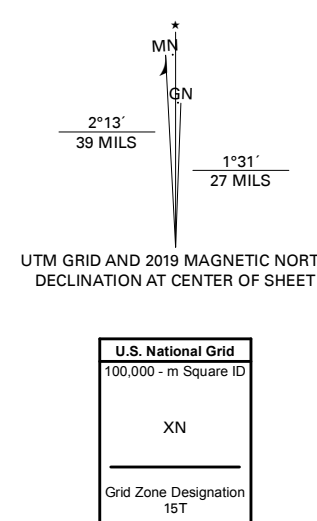 ★
MN
GN
2°13´
39 MILS
1°31´
27 MILS
UTM GRID AND 2019 MAGNETIC NORT
DECLINATION AT CENTER OF SHEET
U.S. National Grid
100,000 - m Square ID
XN
Grid Zone Designation
15T